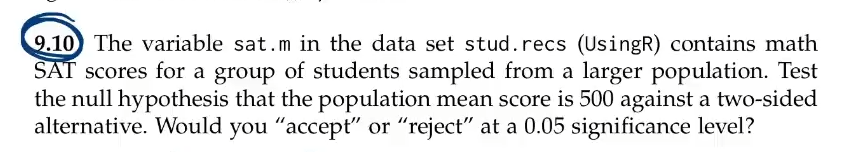 9.10 The variable sat.m in the data set stud.recs (UsingR) contains math
SAT scores for a group of students sampled from a larger population. Test
the null hypothesis that the population mean score is 500 against a two-sided
alternative. Would you “accept” or “reject” at a 0.05 significance level?